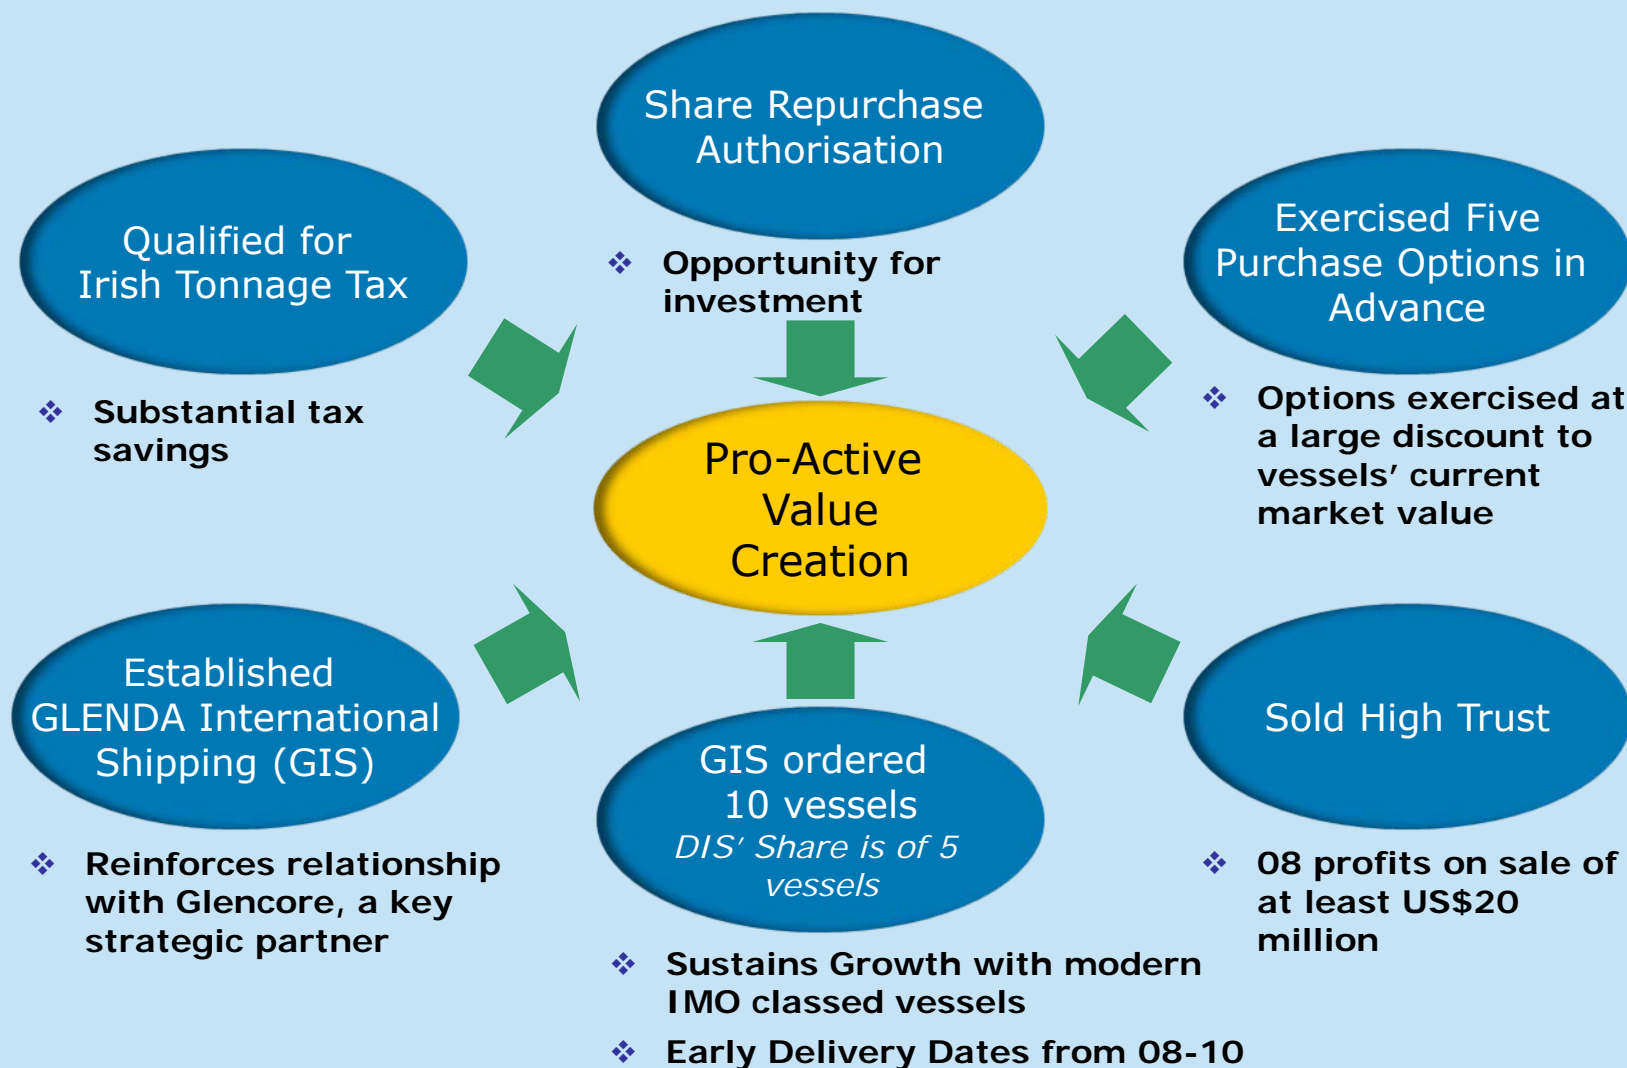 Share Repurchase
Authorisation
❖ Opportunity for
investment
Qualified for
Irish Tonnage Tax
❖ Substantial tax
savings
Exercised Five
Purchase Options in
Advance
❖ Options exercised at
a large discount to
vessels’ current
market value
Pro-Active
Value
Creation
Established
GLENDA International
Shipping (GIS)
❖ Reinforces relationship
with Glencore, a key
strategic partner
GIS ordered
10 vessels
DIS’ Share is of 5
vessels
❖ Sustains Growth with modern
IMO classed vessels
❖ Early Delivery Dates from 08-10
Sold High Trust
❖ 08 profits on sale of
at least US$20
million